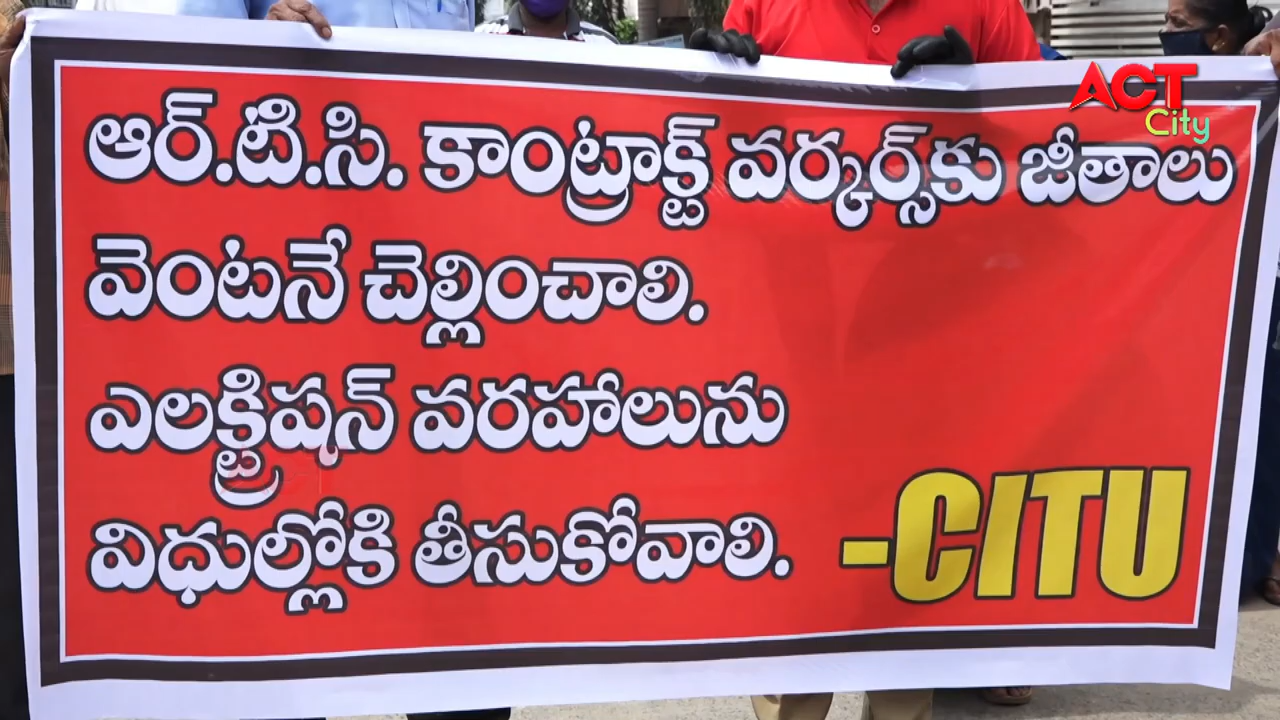 ACT
City
ఆర్.టి.సి. కాంట్రాక్ట్ వర్కర్స్‌కు జీతాలు
వెంటనే చెల్లించాలి.
ఎలక్ట్రిషన్ వరహాలును
విధుల్లోకి తీసుకోవాలి. -CITU